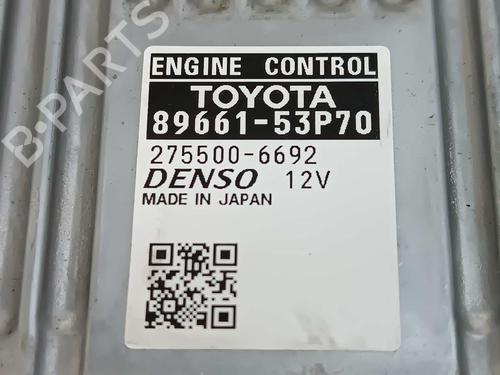 B-PARTS
ENGINE CONTROL
TOYOTA
89661-53P70
275500-6692
DENSO 12V
MADE IN JAPAN